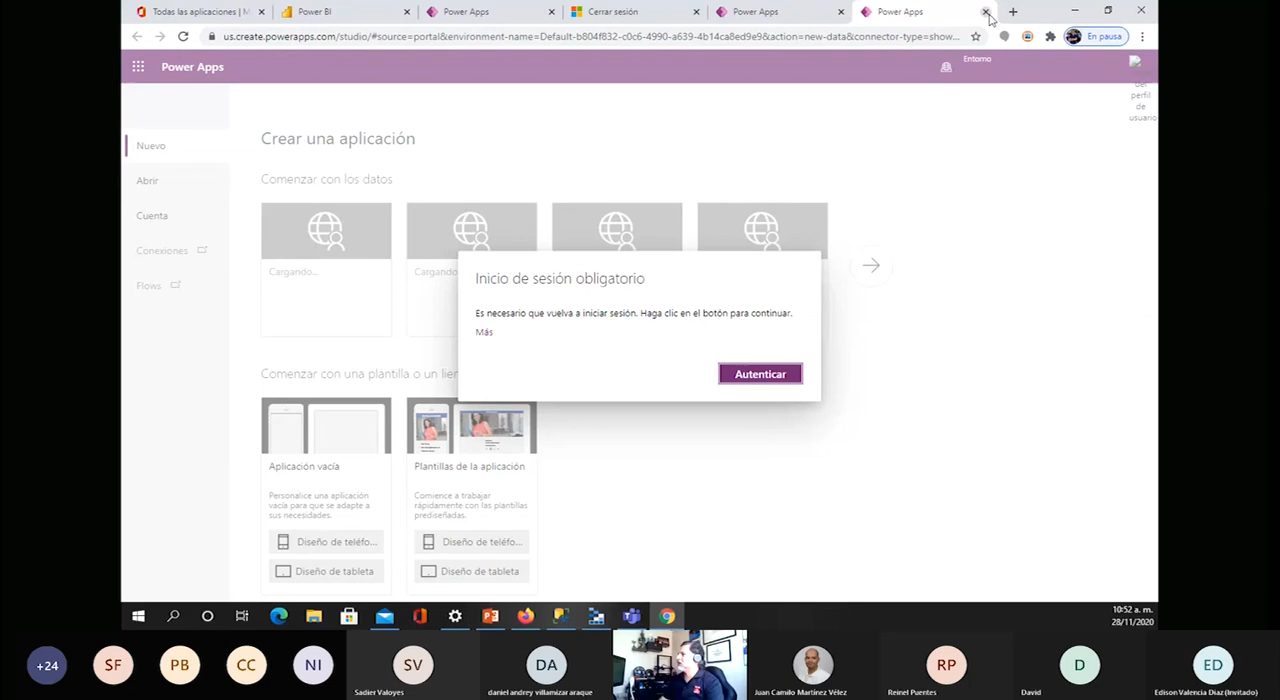 Todas las aplicaciones | M
Power BI
Power Apps
Cerrar sesión
Power Apps
Power Apps
us.create.powerapps.com/studio/#source=portal&environment-name=Default-b804f832-c0c6-4990-a639-4b14ca8ed9e9&action=new-data&connector-type=show...
En pausa
Power Apps
Entorno
del
perfil
de
usuario
Nuevo
Abrir
Cuenta
Conexiones
Flows
Crear una aplicación
Comenzar con los datos
Cargando...
Cargando
Inicio de sesión obligatorio
Es necesario que vuelva a iniciar sesión. Haga clic en el botón para continuar.
Más
Autenticar
Comenzar con una plantilla o un lien
Aplicación vacía
Personalice una aplicación
vacía para que se adapte a
sus necesidades.
Diseño de teléfo...
Diseño de tableta
Plantillas de la aplicación
Comience a trabajar
rápidamente con las plantillas
prediseñadas.
Diseño de teléfo...
Diseño de tableta
10:52 a. m.
28/11/2020
+24
SF
PB
CC
NI
SV
Sadier Valoyes
DA
daniel andrey villamizar araque
Juan Camilo Martínez Vélez
RP
Reinel Puentes
D
David
ED
Edison Valencia Díaz (Invitado)